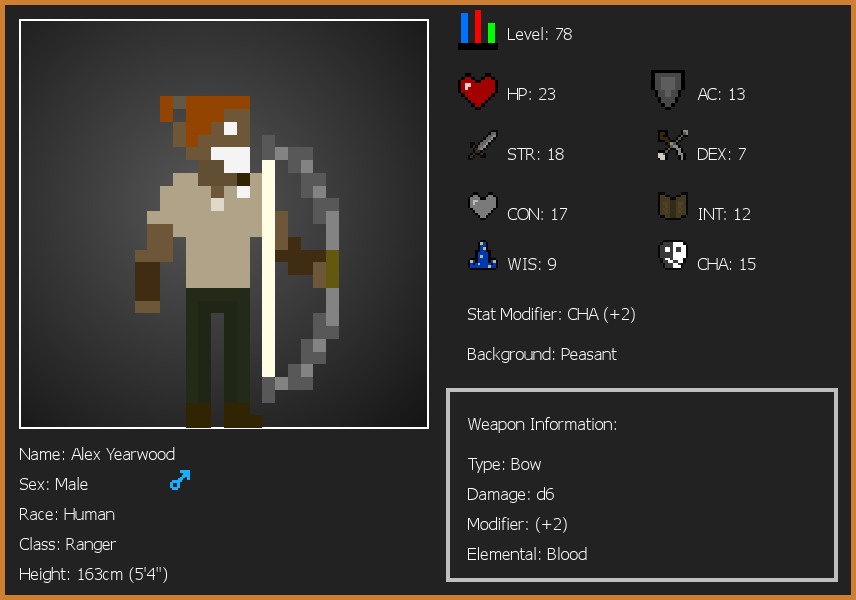 Level: 78
HP: 23
AC: 13
STR: 18
DEX: 7
CON: 17
INT: 12
WIS: 9
CHA: 15
Stat Modifier: CHA (+2)
Background: Peasant
Weapon Information:
Type: Bow
Damage: d6
Modifier: (+2)
Elemental: Blood
Name: Alex Yearwood
Sex: Male
Race: Human
Class: Ranger
Height: 163cm (5'4")